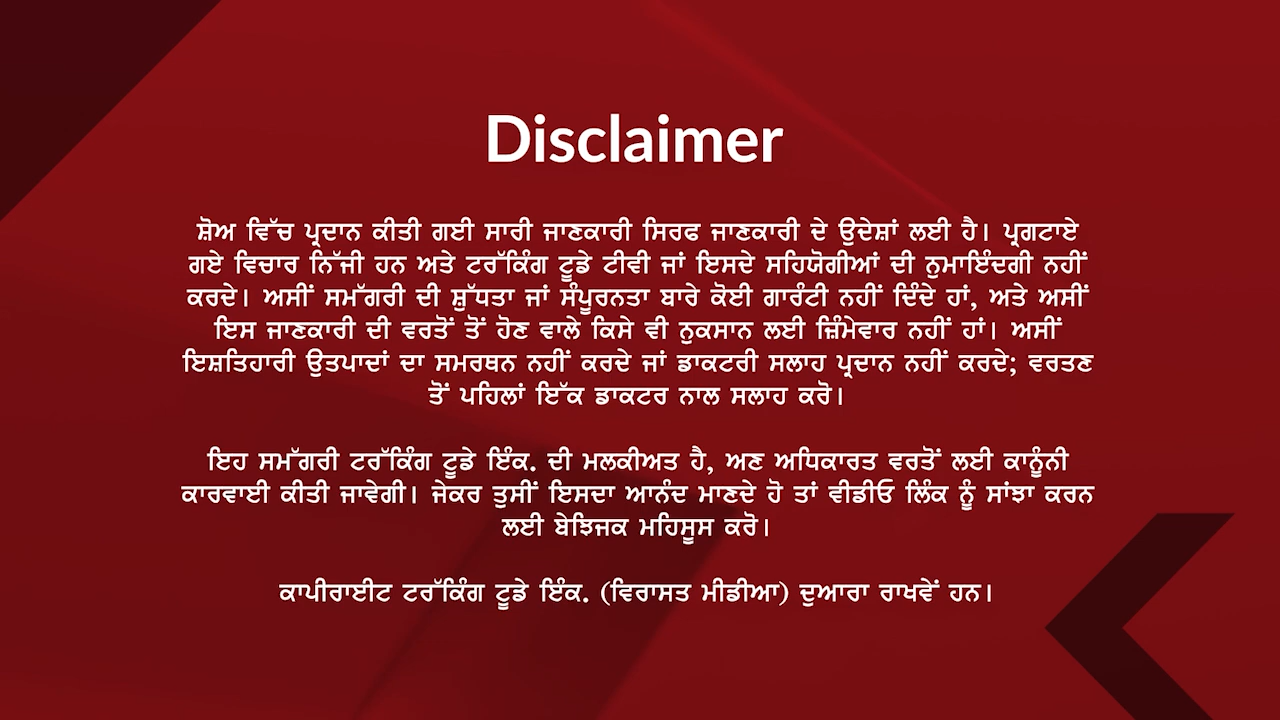 Disclaimer
ਸ਼ੋਅ ਵਿੱਚ ਪ੍ਰਦਾਨ ਕੀਤੀ ਗਈ ਸਾਰੀ ਜਾਣਕਾਰੀ ਸਿਰਫ ਜਾਣਕਾਰੀ ਦੇ ਉਦੇਸ਼ਾਂ ਲਈ ਹੈ। ਪ੍ਰਗਟਾਏ
ਗਏ ਵਿਚਾਰ ਨਿੱਜੀ ਹਨ ਅਤੇ ਟਰੱਕਿੰਗ ਟੂਡੇ ਟੀਵੀ ਜਾਂ ਇਸਦੇ ਸਹਿਯੋਗੀਆਂ ਦੀ ਨੁਮਾਇੰਦਗੀ ਨਹੀਂ
ਕਰਦੇ। ਅਸੀਂ ਸਮੱਗਰੀ ਦੀ ਸ਼ੁੱਧਤਾ ਜਾਂ ਸੰਪੂਰਨਤਾ ਬਾਰੇ ਕੋਈ ਗਾਰੰਟੀ ਨਹੀਂ ਦਿੰਦੇ ਹਾਂ, ਅਤੇ ਅਸੀਂ
ਇਸ ਜਾਣਕਾਰੀ ਦੀ ਵਰਤੋਂ ਤੋਂ ਹੋਣ ਵਾਲੇ ਕਿਸੇ ਵੀ ਨੁਕਸਾਨ ਲਈ ਜ਼ਿੰਮੇਵਾਰ ਨਹੀਂ ਹਾਂ। ਅਸੀਂ
ਇਸ਼ਤਿਹਾਰੀ ਉਤਪਾਦਾਂ ਦਾ ਸਮਰਥਨ ਨਹੀਂ ਕਰਦੇ ਜਾਂ ਡਾਕਟਰੀ ਸਲਾਹ ਪ੍ਰਦਾਨ ਨਹੀਂ ਕਰਦੇ; ਵਰਤਣ
ਤੋਂ ਪਹਿਲਾਂ ਇੱਕ ਡਾਕਟਰ ਨਾਲ ਸਲਾਹ ਕਰੋ।
ਇਹ ਸਮੱਗਰੀ ਟਰੱਕਿੰਗ ਟੂਡੇ ਇੰਕ. ਦੀ ਮਲਕੀਅਤ ਹੈ, ਅਣ ਅਧਿਕਾਰਤ ਵਰਤੋਂ ਲਈ ਕਾਨੂੰਨੀ
ਕਾਰਵਾਈ ਕੀਤੀ ਜਾਵੇਗੀ। ਜੇਕਰ ਤੁਸੀਂ ਇਸਦਾ ਆਨੰਦ ਮਾਣਦੇ ਹੋ ਤਾਂ ਵੀਡੀਓ ਲਿੰਕ ਨੂੰ ਸਾਂਝਾ ਕਰਨ
ਲਈ ਬੇਝਿਜਕ ਮਹਿਸੂਸ ਕਰੋ।
ਕਾਪੀਰਾਈਟ ਟਰੱਕਿੰਗ ਟੂਡੇ ਇੰਕ. (ਵਿਰਾਸਤ ਮੀਡੀਆ) ਦੁਆਰਾ ਰਾਖਵੇਂ ਹਨ।